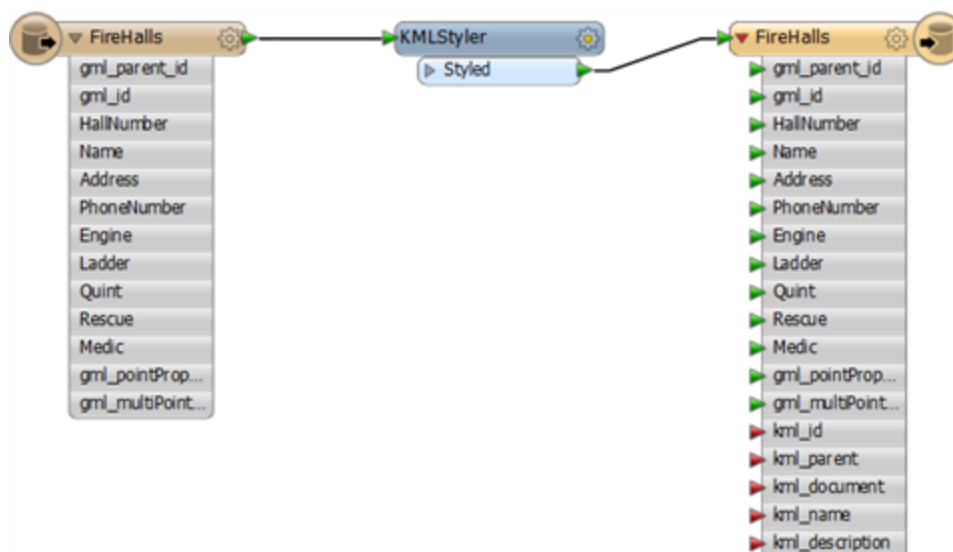 FireHalls
gml_parent_id
gml_id
HallNumber
Name
Address
PhoneNumber
Engine
Ladder
Quint
Rescue
Medic
gml_pointProp...
gml_multiPoint...
KMLStyler
Styled
FireHalls
gml_parent_id
gml_id
HallNumber
Name
Address
PhoneNumber
Engine
Ladder
Quint
Rescue
Medic
gml_pointProp...
gml_multiPoint...
kml_id
kml_parent
kml_document
kml_name
kml_description